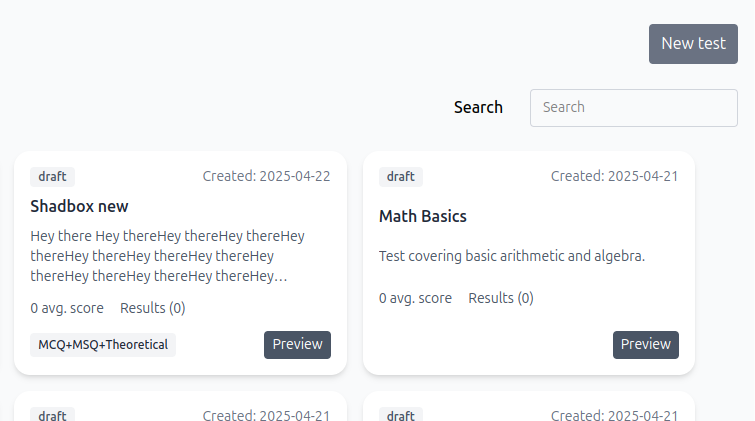 New test
Search
Search
draft
Created: 2025-04-22
Shadbox new
Hey there Hey thereHey thereHey thereHey
thereHey thereHey thereHey thereHey
thereHey thereHey thereHey thereHey…
0 avg. score Results (0)
MCQ+MSQ+Theoretical
Preview
draft
Created: 2025-04-21
Math Basics
Test covering basic arithmetic and algebra.
0 avg. score Results (0)
Preview
draft
Created: 2025-04-21
draft
Created: 2025-04-21